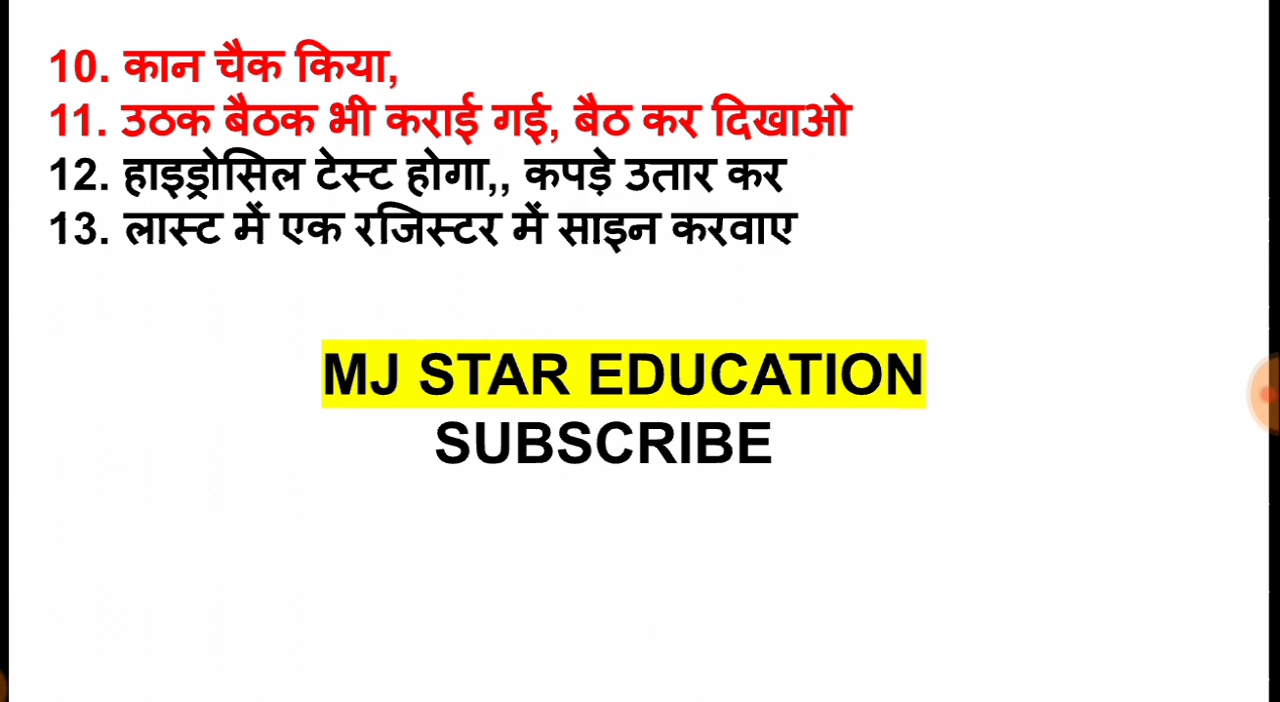 10. कान चैक किया,
11. उठक बैठक भी कराई गई, बैठ कर दिखाओ
12. हाइड्रोसिल टेस्ट होगा,, कपड़े उतार कर
13. लास्ट में एक रजिस्टर में साइन करवाए
MJ STAR EDUCATION
SUBSCRIBE